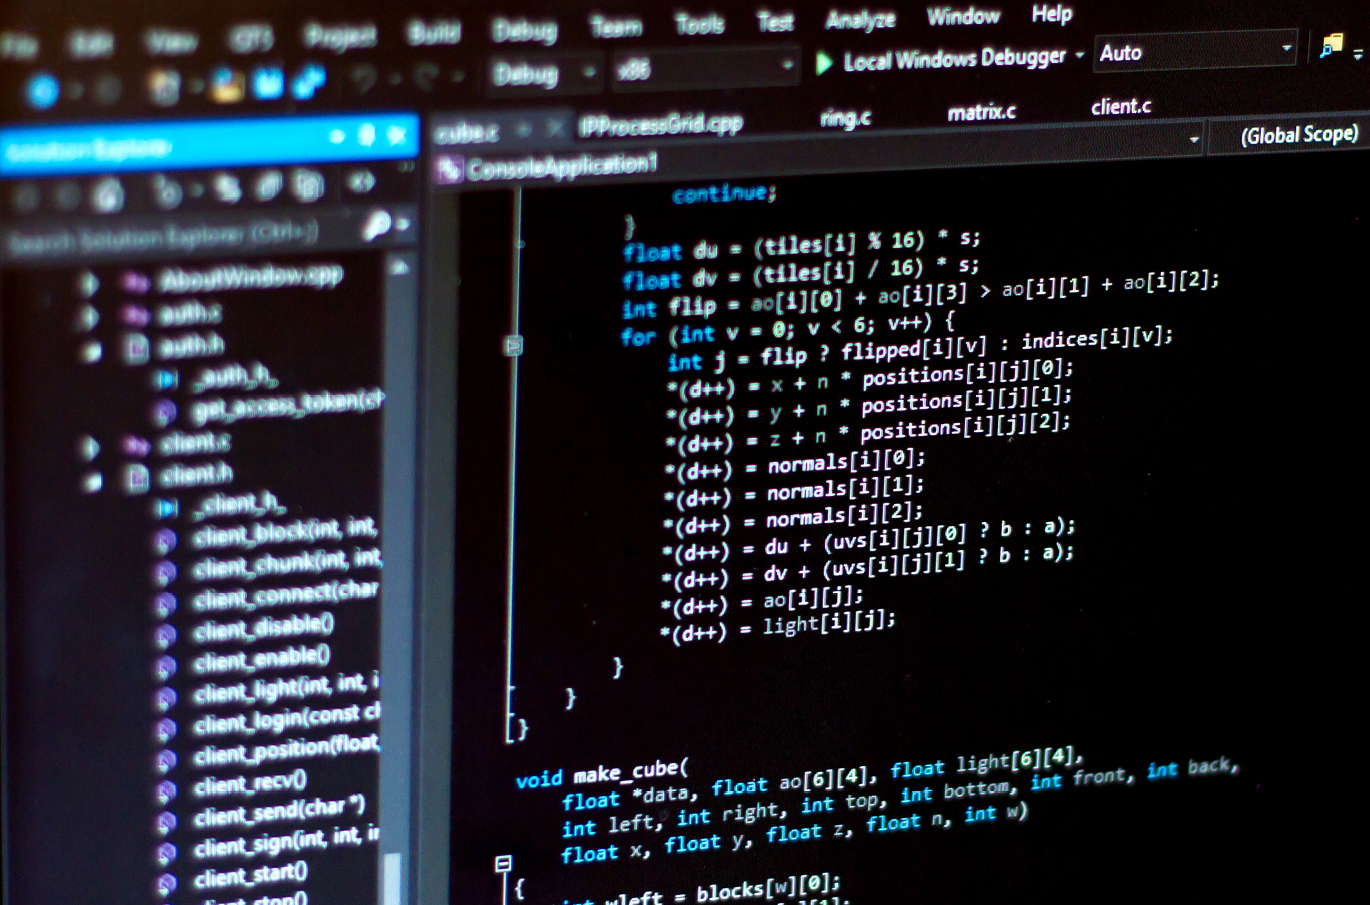 File Edit View GIT Project Build Debug Team Tools Test Analyze Window Help
Debug x86 Local Windows Debugger Auto
Solution Explorer
cube.c IPProcessGrid.cpp ring.c matrix.c client.c
ConsoleApplication1 (Global Scope)
Search Solution Explorer (Ctrl+;)
AboutWindow.cpp
auth.c
auth.h
_auth_h_
get_access_token(ch
client.c
client.h
_client_h_
client_block(int, int,
client_chunk(int, int,
client_connect(char
client_disable()
client_enable()
client_light(int, int, i
client_login(const ch
client_position(float,
client_recv()
client_send(char *)
client_sign(int, int, in
client_start()
client_stop()
continue;
}
float du = (tiles[i] % 16) * s;
float dv = (tiles[i] / 16) * s;
int flip = ao[i][0] + ao[i][3] > ao[i][1] + ao[i][2];
for (int v = 0; v < 6; v++) {
int j = flip ? flipped[i][v] : indices[i][v];
*(d++) = x + n * positions[i][j][0];
*(d++) = y + n * positions[i][j][1];
*(d++) = z + n * positions[i][j][2];
*(d++) = normals[i][0];
*(d++) = normals[i][1];
*(d++) = normals[i][2];
*(d++) = du + (uvs[i][j][0] ? b : a);
*(d++) = dv + (uvs[i][j][1] ? b : a);
*(d++) = ao[i][j];
*(d++) = light[i][j];
}
}
}
void make_cube(
float *data, float ao[6][4], float light[6][4],
int left, int right, int top, int bottom, int front, int back,
float x, float y, float z, float n, int w)
{
int wleft = blocks[w][0];